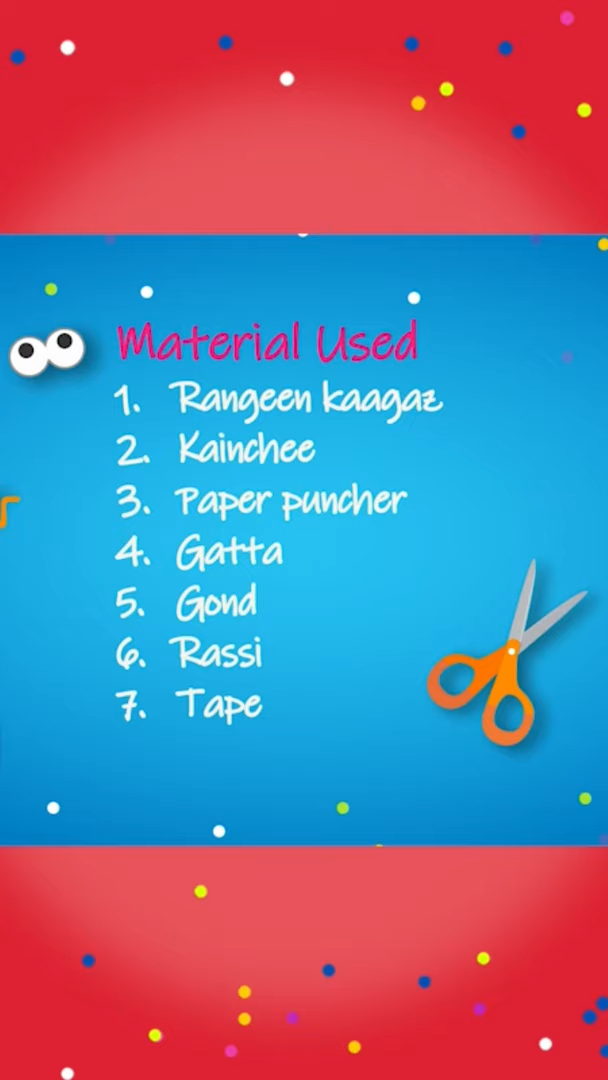 Material Used
1. Rangeen kaagaz
2. Kainchee
3. Paper puncher
4. Gatta
5. Gond
6. Rassi
7. Tape